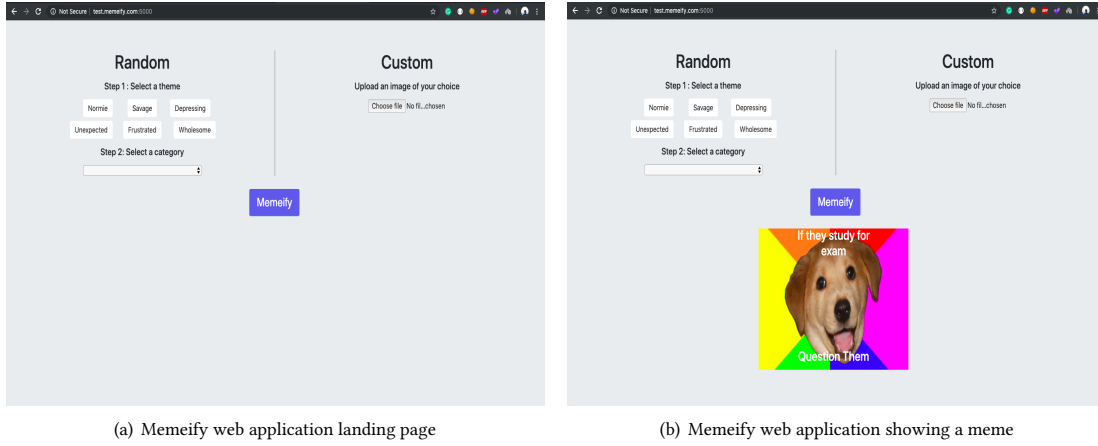 Not Secure | test.memeify.com:5000
Random
Step 1 : Select a theme
Normie Savage Depressing
Unexpected Frustrated Wholesome
Step 2: Select a category
Custom
Upload an image of your choice
Choose file No fil...chosen
Memeify
(a) Memeify web application landing page
Not Secure | test.memeify.com:5000
Random
Step 1 : Select a theme
Normie Savage Depressing
Unexpected Frustrated Wholesome
Step 2: Select a category
Custom
Upload an image of your choice
Choose file No fil...chosen
Memeify
If they study for
exam
Question Them
(b) Memeify web application showing a meme